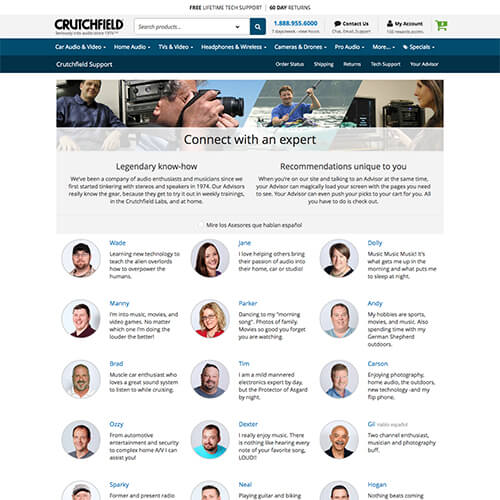 FREE LIFETIME TECH SUPPORT | 60 DAY RETURNS
CRUTCHFIELD
Seriously into audio since 1974™
Search products...
1.888.955.6000
7 days/week - view hours
Contact Us
Chat, Email, Support
My Account
100 rewards points
Car Audio & Video
Home Audio
TVs & Video
Headphones & Wireless
Cameras & Drones
Pro Audio
More...
Specials
Crutchfield Support
Order Status
Shipping
Returns
Tech Support
Your Advisor
Connect with an expert
Legendary know-how
We've been a company of audio enthusiasts and musicians since we
first started tinkering with stereos and speakers in 1974. Our Advisors
really know the gear, because they get to try it out in weekly trainings,
in the Crutchfield Labs, and at home.
Recommendations unique to you
When you're on our site and talking to an Advisor at the same time,
your Advisor can magically load your screen with the pages you need
to see. Your Advisor can even push your picks to your cart for you. All
you have to do is check out.
Mire los Asesores que hablan español
Wade
Learning new technology to
teach the alien overlords
how to overpower the
humans.
Jane
I love helping others bring
their passion of audio into
their home, car or studio!
Dolly
Music Music Music! It's
what gets me up in the
morning and what puts me
to sleep at night.
Manny
I'm into music, movies, and
video games. No matter
which one I'm doing the
louder the better!
Parker
Dancing to my "morning
song". Photos of family.
Movies so good you forget
you are watching.
Andy
My hobbies are sports,
movies, and music. Also
spending time with my
German Shepherd
outdoors.
Brad
Muscle car enthusiast who
loves a great sound system
to listen to while cruising.
Tim
I am a mild mannered
electronics expert by day,
but the Protector of Asgard
by night.
Carson
Enjoying photography,
home audio, the outdoors,
new technology -and my
flip phone.
Ozzy
From automotive
entertainment and security
to complex home A/V I can
assist you!
Dexter
I really enjoy music. There
is nothing like hearing every
note of your favorite song,
LOUD!!
Gil Hablo español
Two channel enthusiast,
musician and photography
buff.
Sparky
Former and present radio
Neal
Playing guitar and biking
Hogan
Nothing beats coming